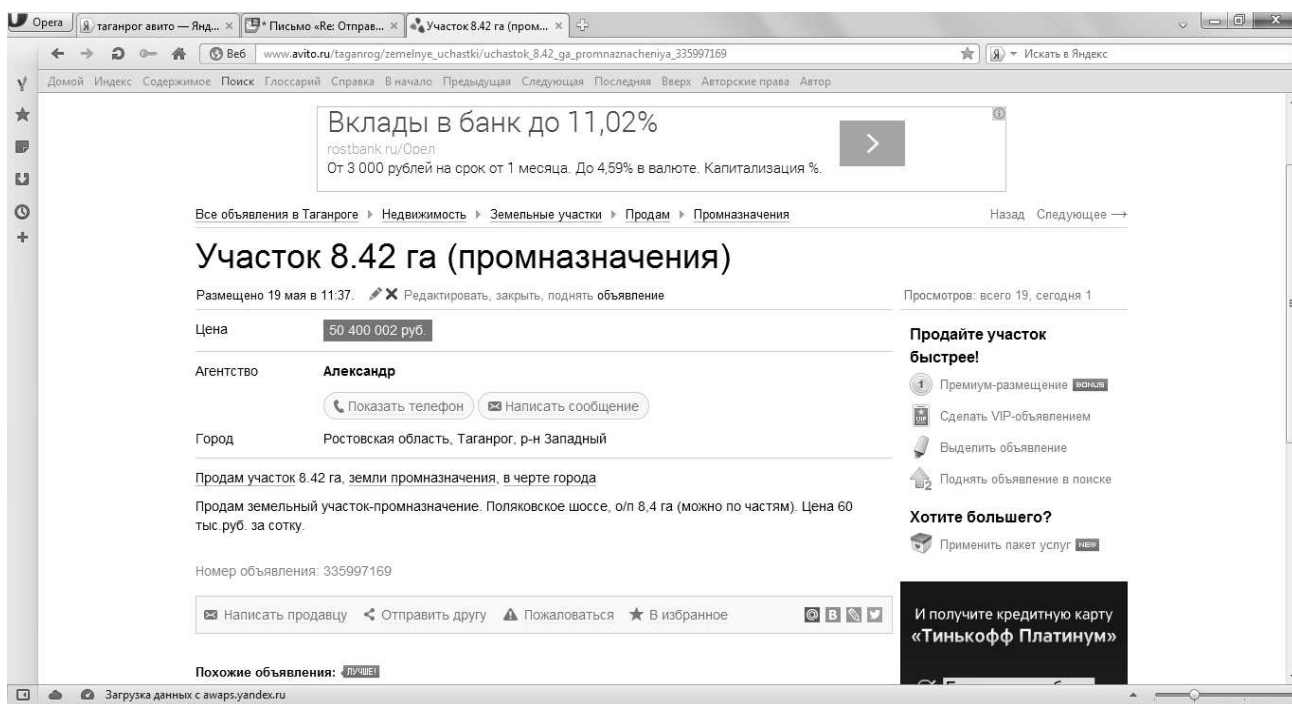 Opera
таганрог авито — Янд...
* Письмо «Re: Отправ...
Участок 8.42 га (пром...
Веб
www.avito.ru/taganrog/zemelnye_uchastki/uchastok_8.42_ga_promnaznacheniya_335997169
Искать в Яндекс
Домой Индекс Содержимое Поиск Глоссарий Справка В начало Предыдущая Следующая Последняя Вверх Авторские права Автор
Вклады в банк до 11,02%
rostbank.ru/Орел
От 3 000 рублей на срок от 1 месяца. До 4,59% в валюте. Капитализация %.
Все объявления в Таганроге Недвижимость Земельные участки Продам Промназначения
Назад Следующее →
Участок 8.42 га (промназначения)
Размещено 19 мая в 11:37. Редактировать, закрыть, поднять объявление
Просмотров: всего 19, сегодня 1
Цена 50 400 002 руб.
Агентство Александр
Показать телефон Написать сообщение
Город Ростовская область, Таганрог, р-н Западный
Продам участок 8.42 га, земли промназначения, в черте города
Продам земельный участок-промназначение. Поляковское шоссе, о/п 8,4 га (можно по частям). Цена 60
тыс.руб. за сотку.
Номер объявления: 335997169
Написать продавцу Отправить другу Пожаловаться В избранное
Похожие объявления: ЛУЧШЕ!
Продайте участок
быстрее!
1 Премиум-размещение BONUS
VIP Сделать VIP-объявлением
Выделить объявление
2 Поднять объявление в поиске
Хотите большего?
Применить пакет услуг NEW
И получите кредитную карту
«Тинькофф Платинум»
Загрузка данных с awaps.yandex.ru